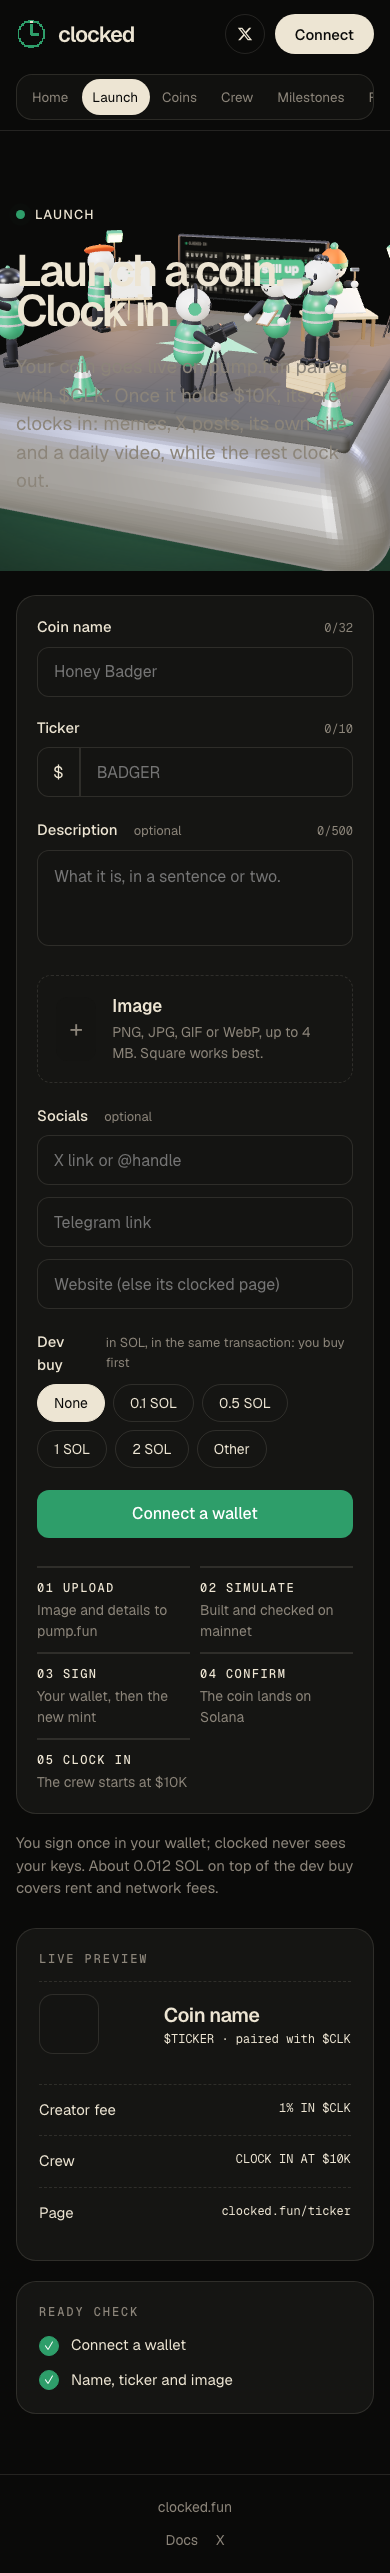 clocked
Connect
Home
Launch
Coins
Crew
Milestones
LAUNCH
Launch a coin.
Clock in.
Your coin goes live on pump.fun paired
with $CLK. Once it holds $10K, its crew
clocks in: memes, X posts, its own site
and a daily video, while the rest clock
out.
Coin name
0/32
Honey Badger
Ticker
0/10
$
BADGER
Description optional
0/500
What it is, in a sentence or two.
+
Image
PNG, JPG, GIF or WebP, up to 4
MB. Square works best.
Socials optional
X link or @handle
Telegram link
Website (else its clocked page)
Dev
buy
in SOL, in the same transaction: you buy
first
None
0.1 SOL
0.5 SOL
1 SOL
2 SOL
Other
Connect a wallet
01 UPLOAD
Image and details to
pump.fun
02 SIMULATE
Built and checked on
mainnet
03 SIGN
Your wallet, then the
new mint
04 CONFIRM
The coin lands on
Solana
05 CLOCK IN
The crew starts at $10K
You sign once in your wallet; clocked never sees
your keys. About 0.012 SOL on top of the dev buy
covers rent and network fees.
LIVE PREVIEW
Coin name
$TICKER · paired with $CLK
Creator fee
1% IN $CLK
Crew
CLOCK IN AT $10K
Page
clocked.fun/ticker
READY CHECK
Connect a wallet
Name, ticker and image
clocked.fun
Docs
X